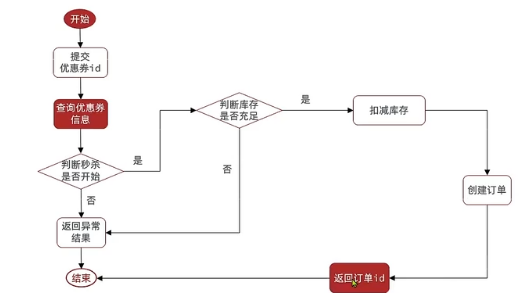 开始
提交
优惠券id
查询优惠券
信息
判断秒杀
是否开始
是
否
返回异常
结果
结束
判断库存
是否充足
是
否
扣减库存
创建订单
返回订单id